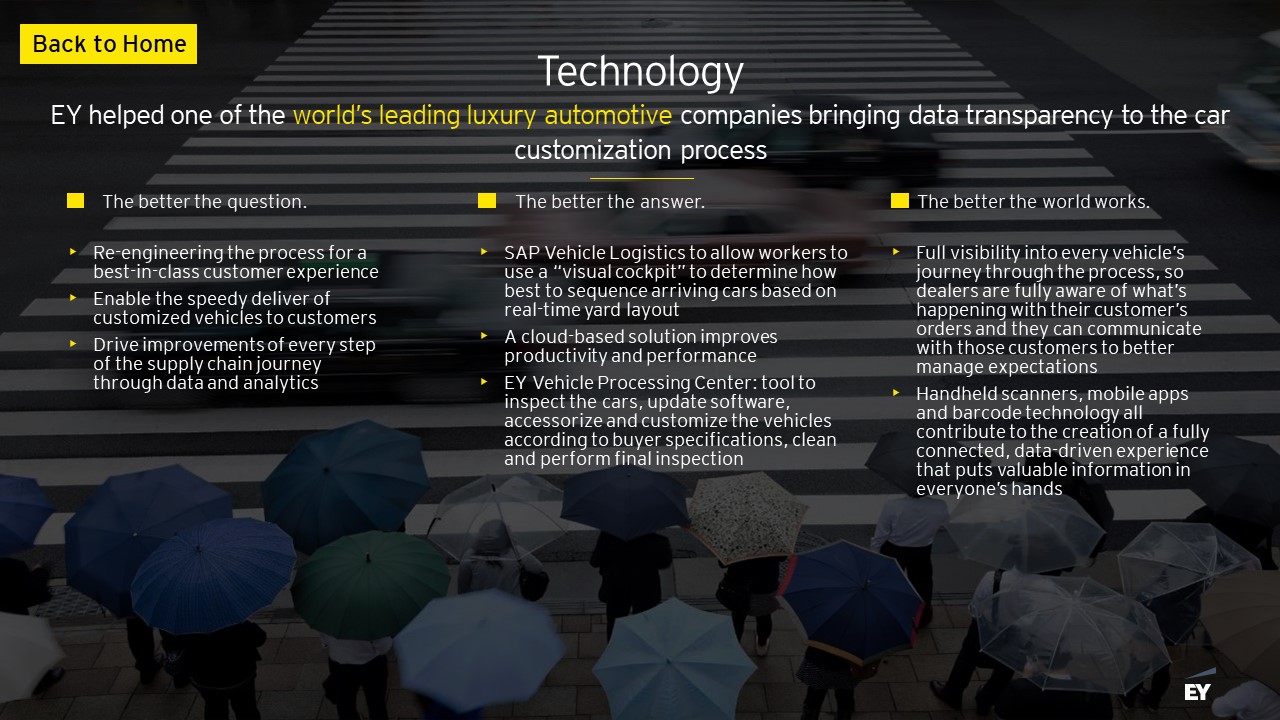 Back to Home
Technology
EY helped one of the world's leading luxury automotive companies bringing data transparency to the car
customization process
The better the question.
Re-engineering the process for a
best-in-class customer experience
Enable the speedy deliver of
customized vehicles to customers
Drive improvements of every step
of the supply chain journey
through data and analytics
The better the answer.
SAP Vehicle Logistics to allow workers to
use a “visual cockpit” to determine how
best to sequence arriving cars based on
real-time yard layout
A cloud-based solution improves
productivity and performance
EY Vehicle Processing Center: tool to
inspect the cars, update software,
accessorize and customize the vehicles
according to buyer specifications, clean
and perform final inspection
The better the world works.
Full visibility into every vehicle's
journey through the process, so
dealers are fully aware of what's
happening with their customer's
orders and they can communicate
with those customers to better
manage expectations
Handheld scanners, mobile apps
and barcode technology all
contribute to the creation of a fully
connected, data-driven experience
that puts valuable information in
everyone's hands
EY